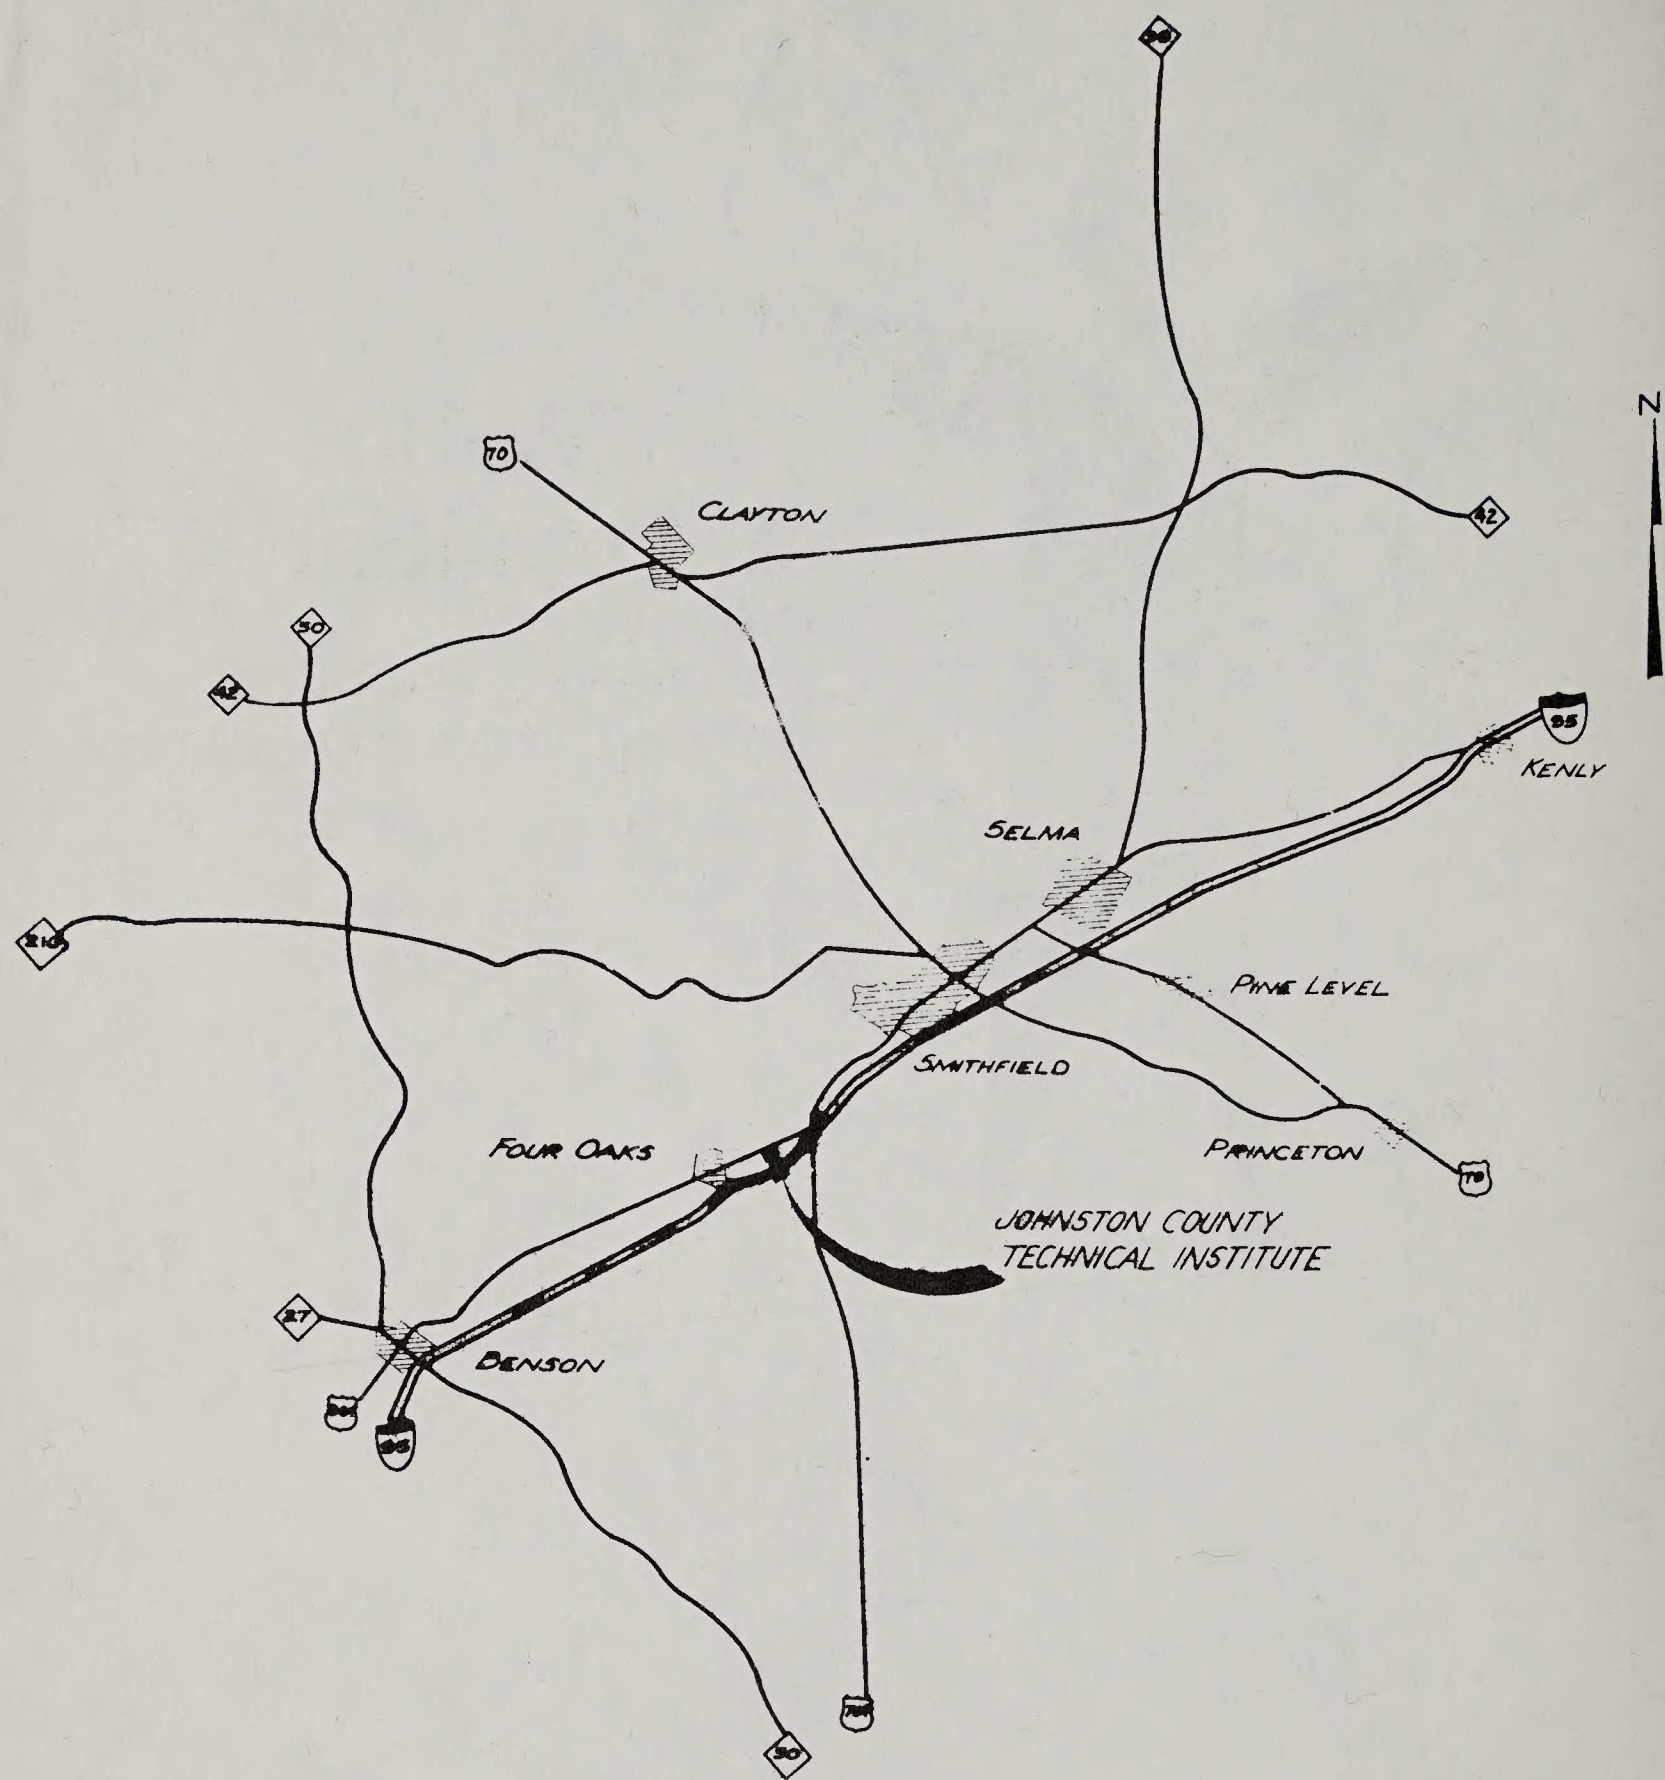 N
70
CLAYTON
42
50
42
95
KENLY
SELMA
210
PINE LEVEL
SMITHFIELD
FOUR OAKS
PRINCETON
70
JOHNSTON COUNTY
TECHNICAL INSTITUTE
27
BENSON
95
50